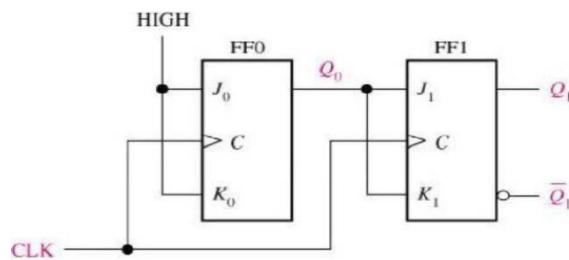 HIGH
FF0 FF1
Q₀
J₀ J₁ Q₁
C C
K₀ K₁ Q̅₁
CLK